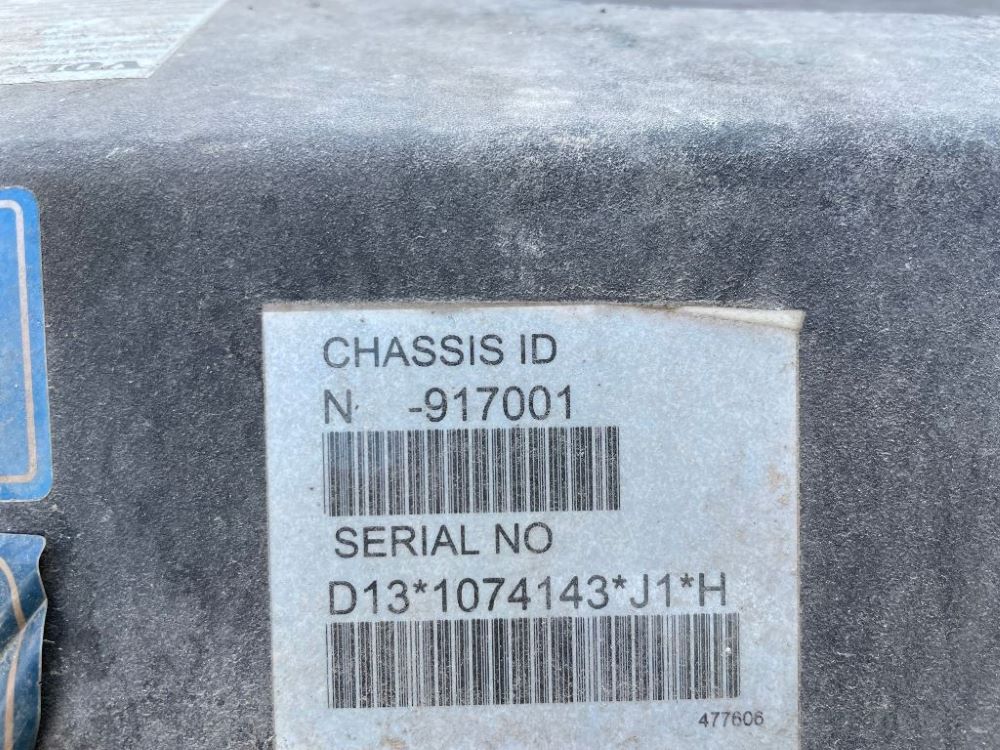 CHASSIS ID
N -917001
SERIAL NO
D13*1074143*J1*H
477606